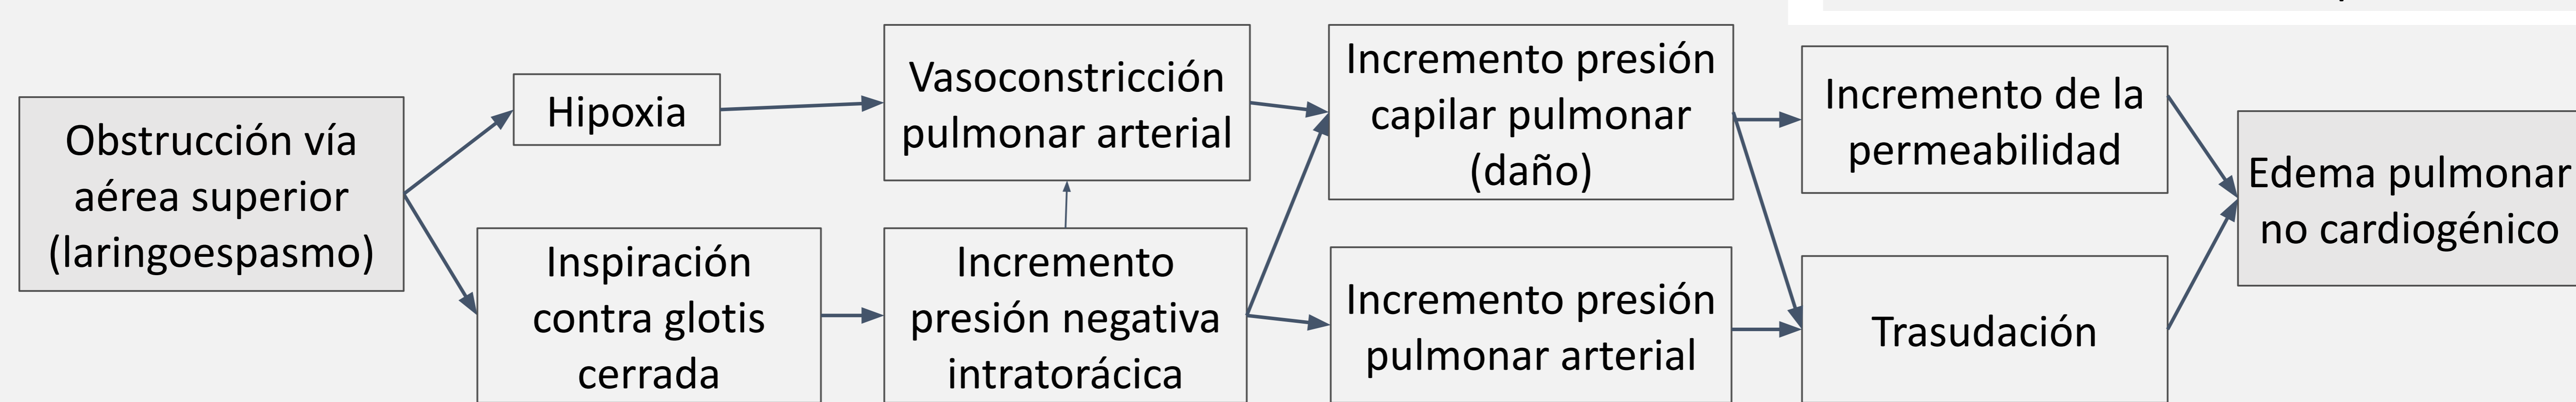 Obstrucción vía
aérea superior
(laringoespasmo)
Hipoxia
Inspiración
contra glotis
cerrada
Vasoconstricción
pulmonar arterial
Incremento
presión negativa
intratorácica
Incremento presión
capilar pulmonar
(daño)
Incremento presión
pulmonar arterial
Incremento de la
permeabilidad
Trasudación
Edema pulmonar
no cardiogénico